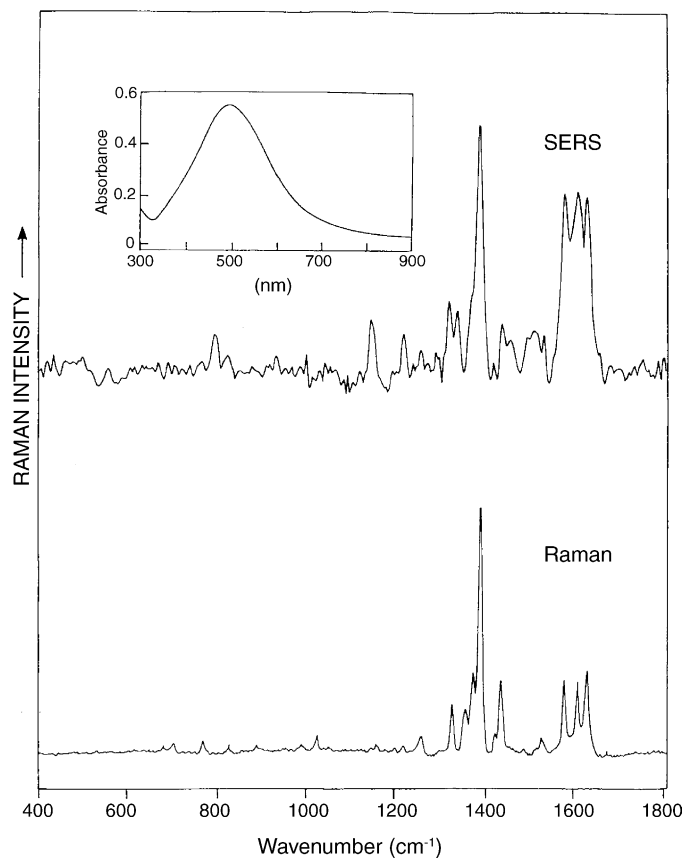 0.6
0.4
0.2
0
Absorbance
300 500 700 900
(nm)
SERS
RAMAN INTENSITY
Raman
400 600 800 1000 1200 1400 1600 1800
Wavenumber (cm⁻¹)